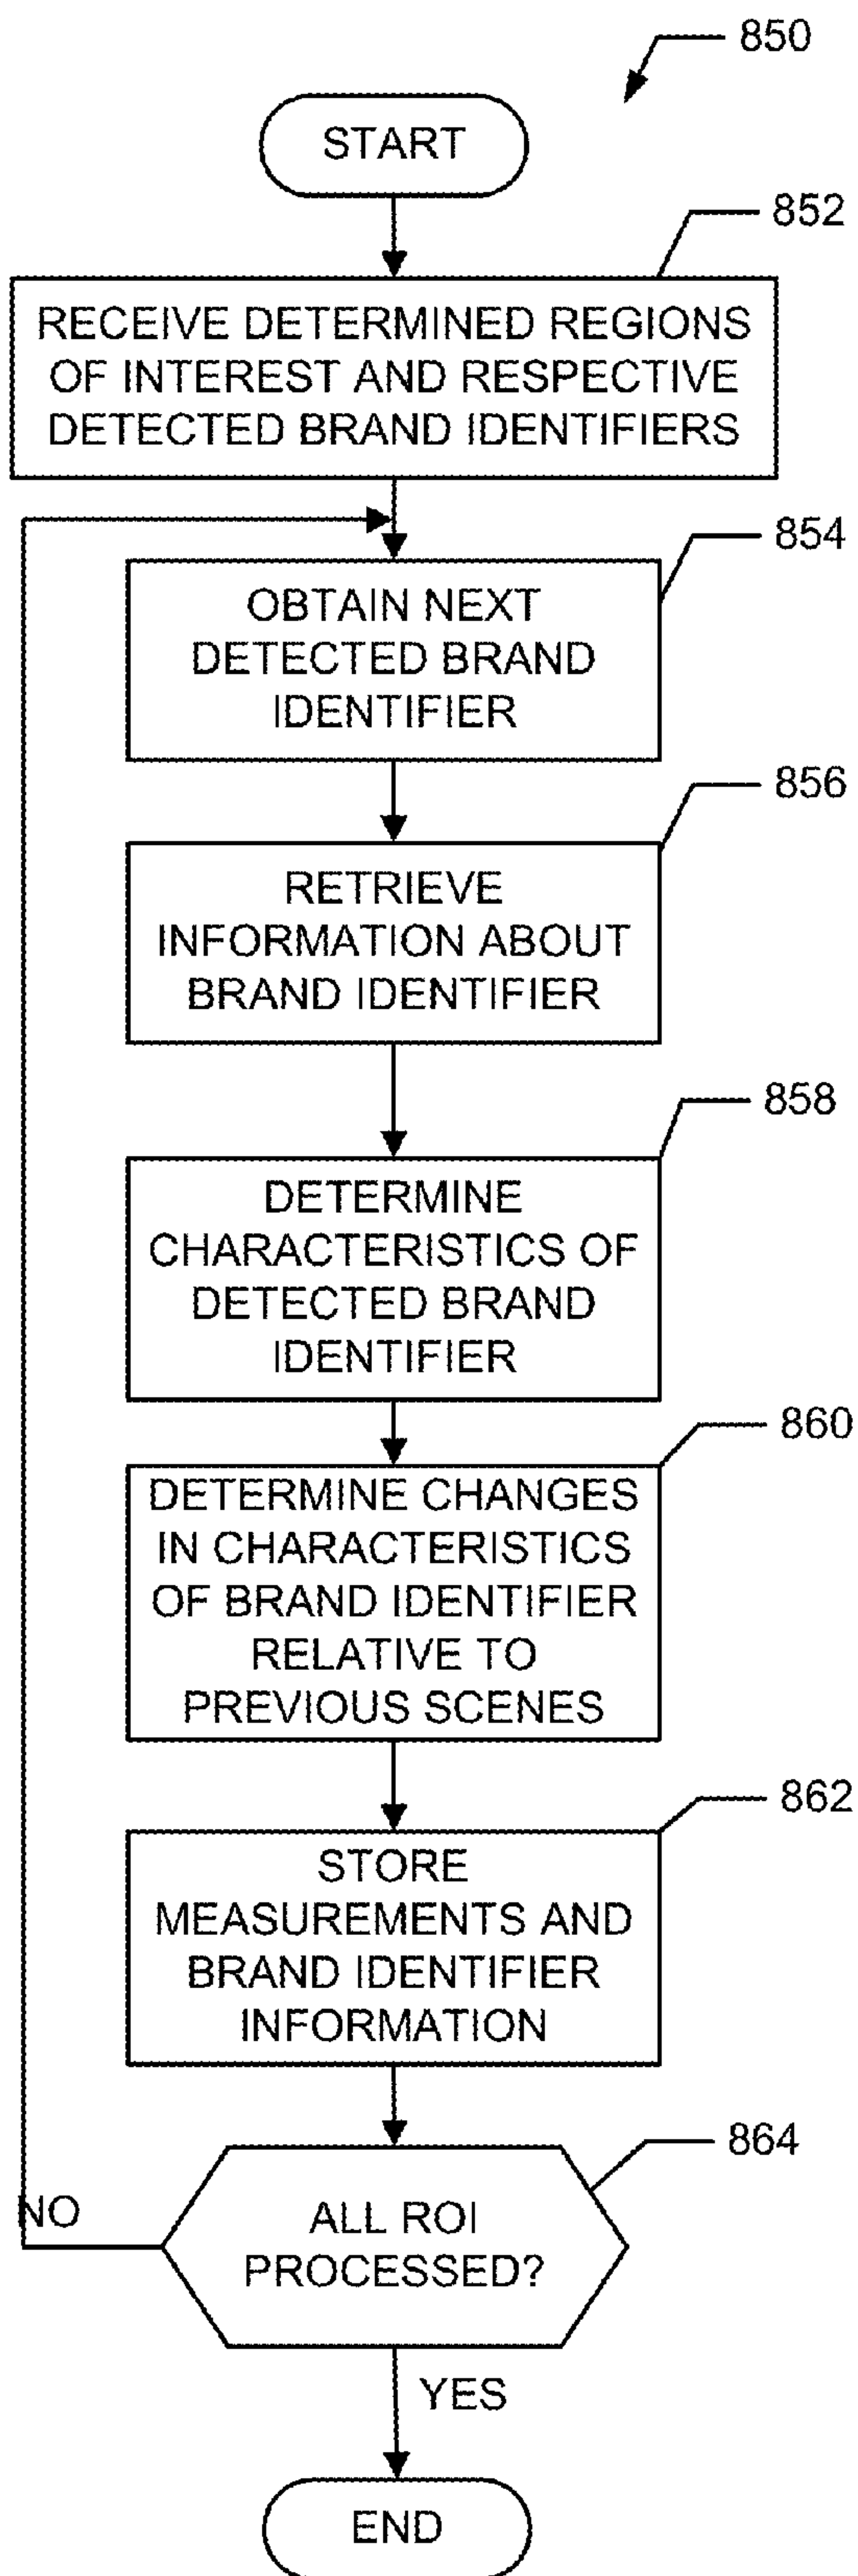 850
START
852
RECEIVE DETERMINED REGIONS
OF INTEREST AND RESPECTIVE
DETECTED BRAND IDENTIFIERS
854
OBTAIN NEXT
DETECTED BRAND
IDENTIFIER
856
RETRIEVE
INFORMATION ABOUT
BRAND IDENTIFIER
858
DETERMINE
CHARACTERISTICS OF
DETECTED BRAND
IDENTIFIER
860
DETERMINE CHANGES
IN CHARACTERISTICS
OF BRAND IDENTIFIER
RELATIVE TO
PREVIOUS SCENES
862
STORE
MEASUREMENTS AND
BRAND IDENTIFIER
INFORMATION
864
NO
ALL ROI
PROCESSED?
YES
END